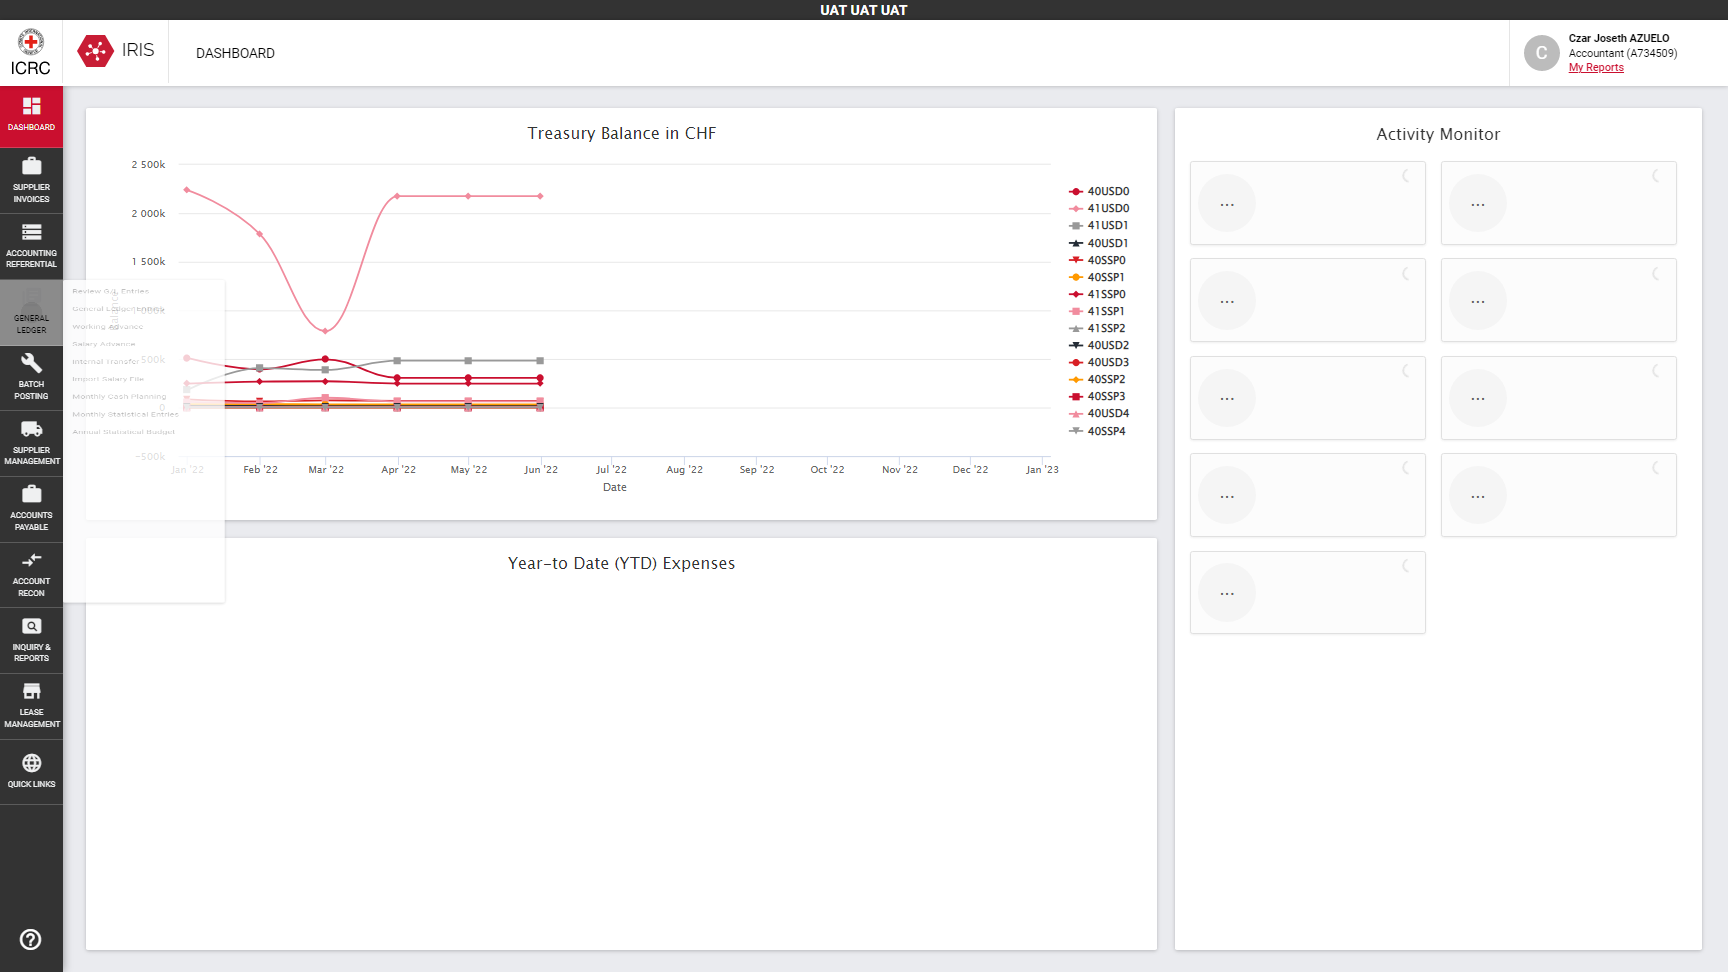 UAT UAT UAT
ICRC
IRIS
DASHBOARD
Czar Joseth AZUELO
Accountant (A734509)
My Reports
C
DASHBOARD
SUPPLIER
INVOICES
ACCOUNTING
REFERENTIAL
GENERAL
LEDGER
BATCH
POSTING
SUPPLIER
MANAGEMENT
ACCOUNTS
PAYABLE
ACCOUNT
RECON
INQUIRY &
REPORTS
LEASE
MANAGEMENT
QUICK LINKS
Review G.L. Entries
General Ledger Entries
Working Advance
Salary Advance
Internal Transfer
Import Salary File
Monthly Cash Planning
Monthly Statistical Entries
Annual Statistical Budget
Treasury Balance in CHF
2 500k
2 000k
1 500k
500k
0
-500k
Balance
Jan '22
Feb '22
Mar '22
Apr '22
May '22
Jun '22
Jul '22
Aug '22
Sep '22
Oct '22
Nov '22
Dec '22
Jan '23
Date
40USD0
41USD0
41USD1
40USD1
40SSP0
40SSP1
41SSP0
41SSP1
41SSP2
40USD2
40USD3
40SSP2
40SSP3
40USD4
40SSP4
Year-to Date (YTD) Expenses
Activity Monitor
...
...
...
...
...
...
...
...
...